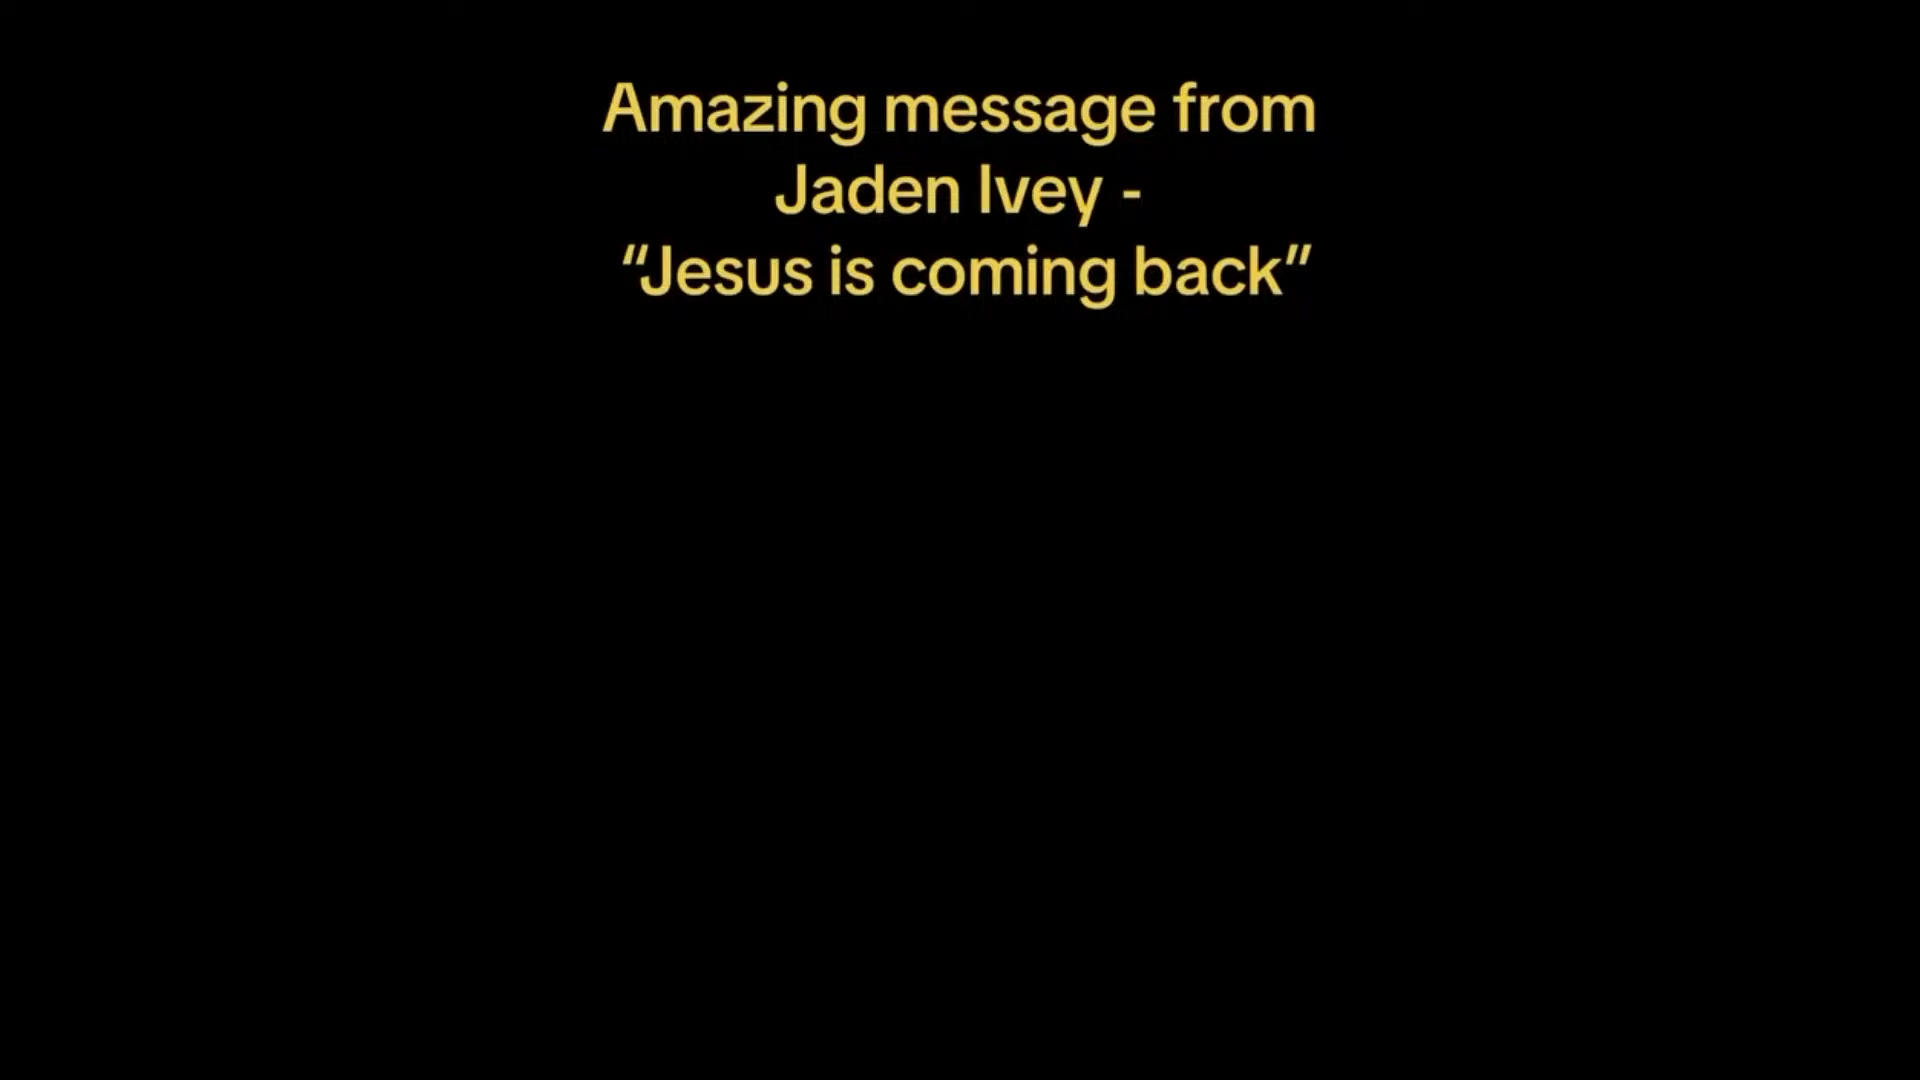 Amazing message from
Jaden Ivey -
“Jesus is coming back”